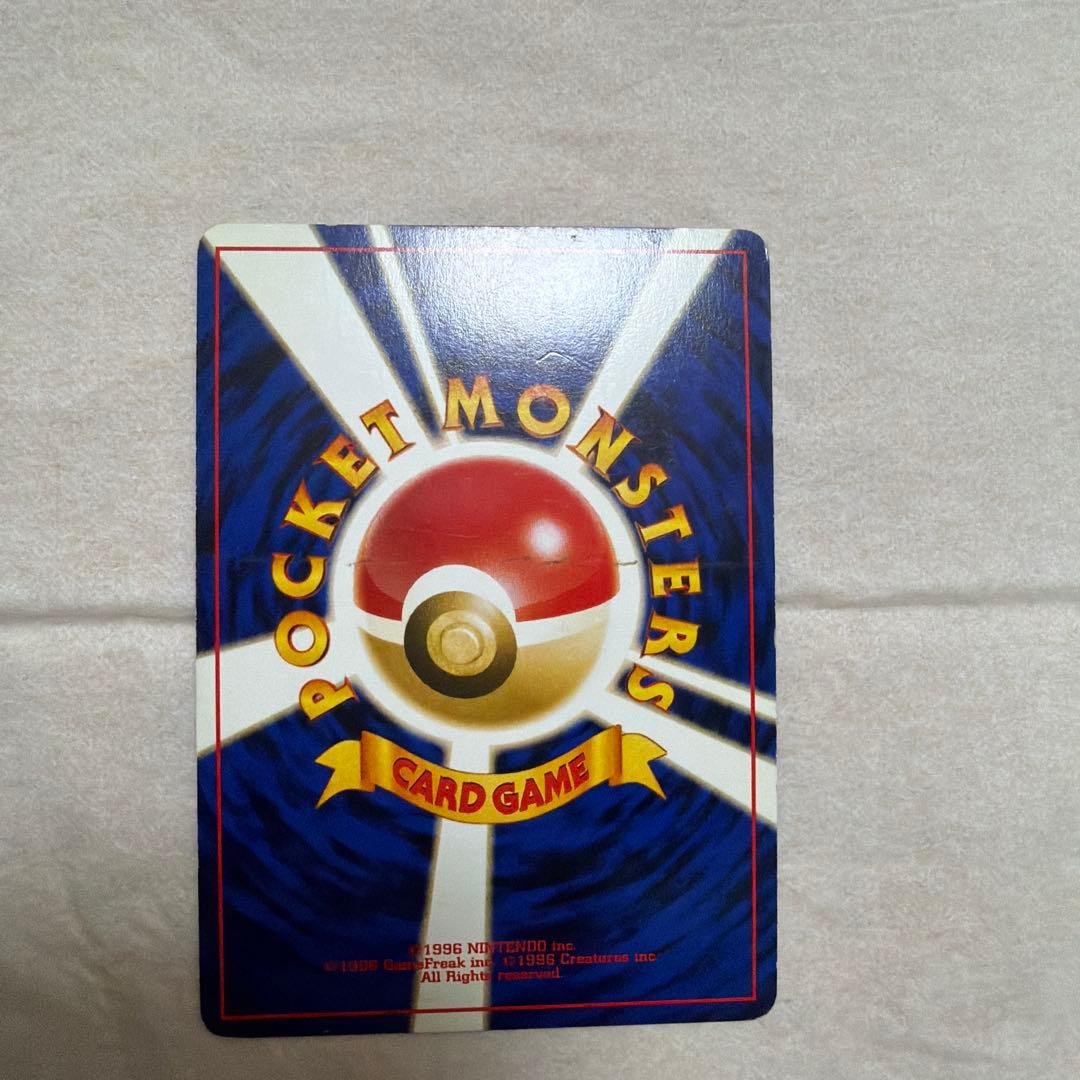 POCKET MONSTERS
CARD GAME
©1996 NINTENDO inc.
©1996 GameFreak inc. ©1996 Creatures inc.
All Rights reserved.